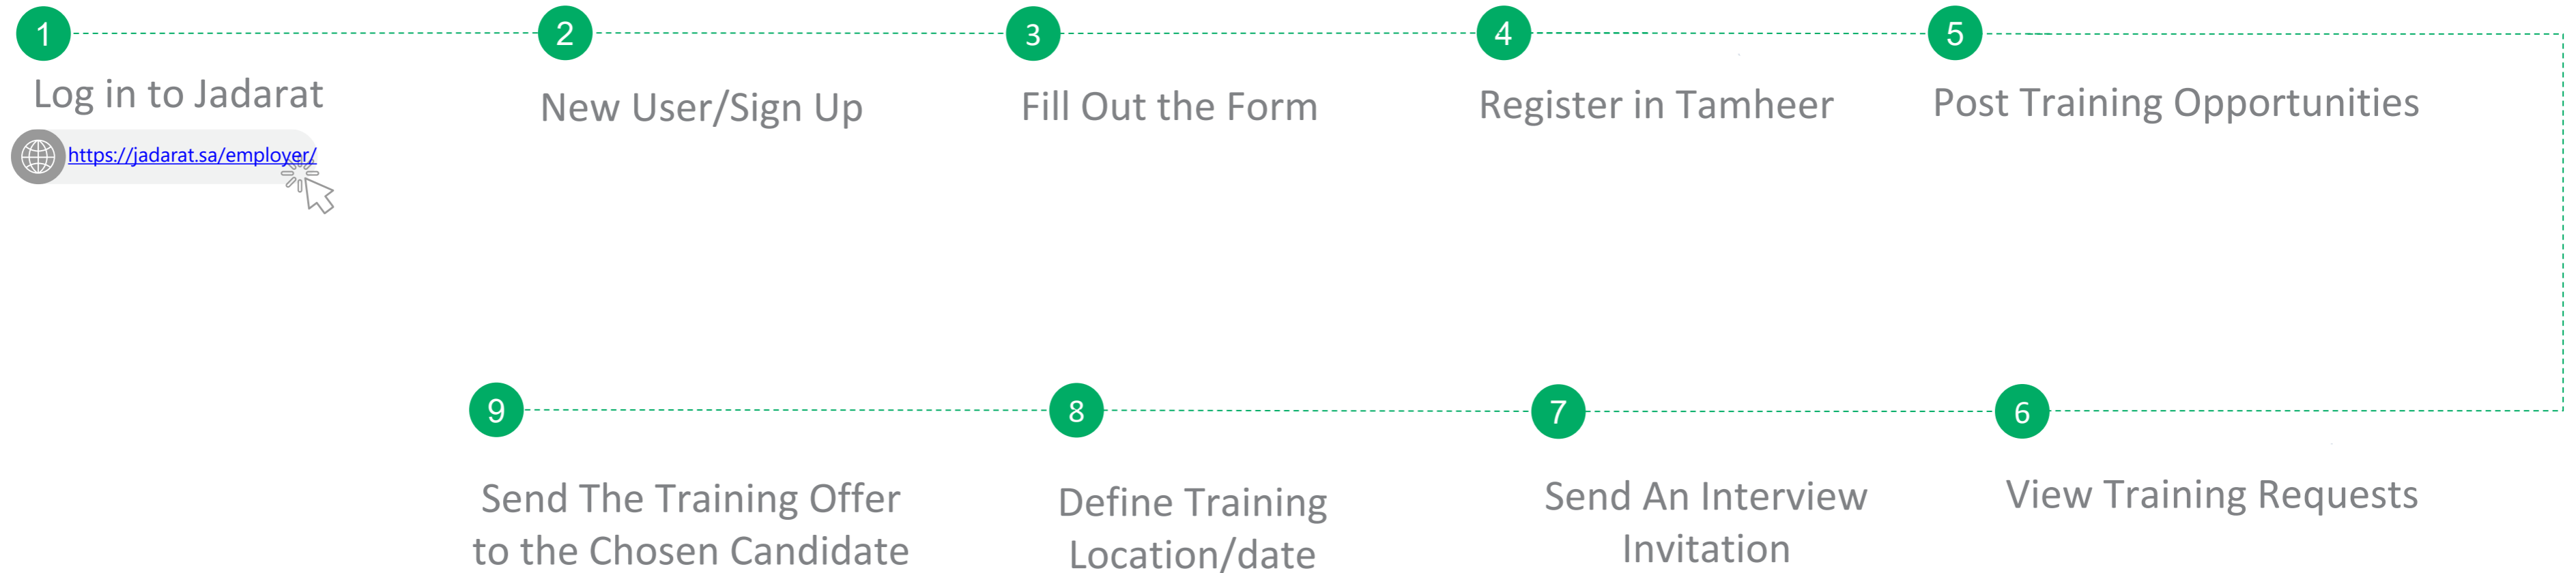 1
Log in to Jadarat
https://jadarat.sa/employer/
2
New User/Sign Up
3
Fill Out the Form
4
Register in Tamheer
5
Post Training Opportunities
6
View Training Requests
7
Send An Interview
Invitation
8
Define Training
Location/date
9
Send The Training Offer
to the Chosen Candidate